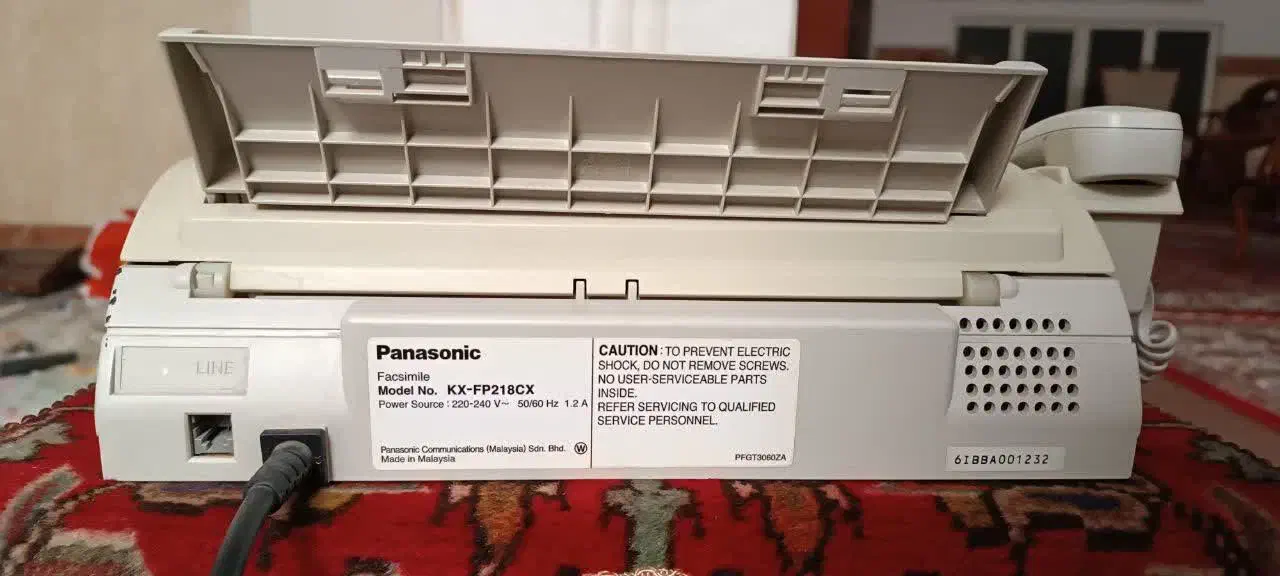 LINE
Panasonic
Facsimile
Model No. KX-FP218CX
Power Source : 220-240 V~ 50/60 Hz 1.2 A
Panasonic Communications (Malaysia) Sdn. Bhd. W
Made in Malaysia
CAUTION : TO PREVENT ELECTRIC
SHOCK, DO NOT REMOVE SCREWS.
NO USER-SERVICEABLE PARTS
INSIDE.
REFER SERVICING TO QUALIFIED
SERVICE PERSONNEL.
PFGT3060ZA
6IBBA001232